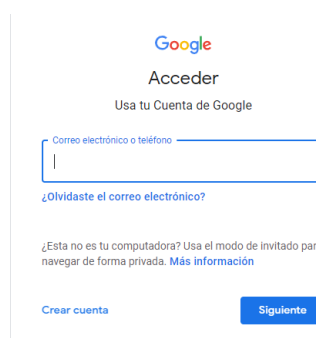 Google
Acceder
Usa tu Cuenta de Google
Correo electrónico o teléfono
¿Olvidaste el correo electrónico?
¿Esta no es tu computadora? Usa el modo de invitado par
navegar de forma privada. Más información
Crear cuenta
Siguiente